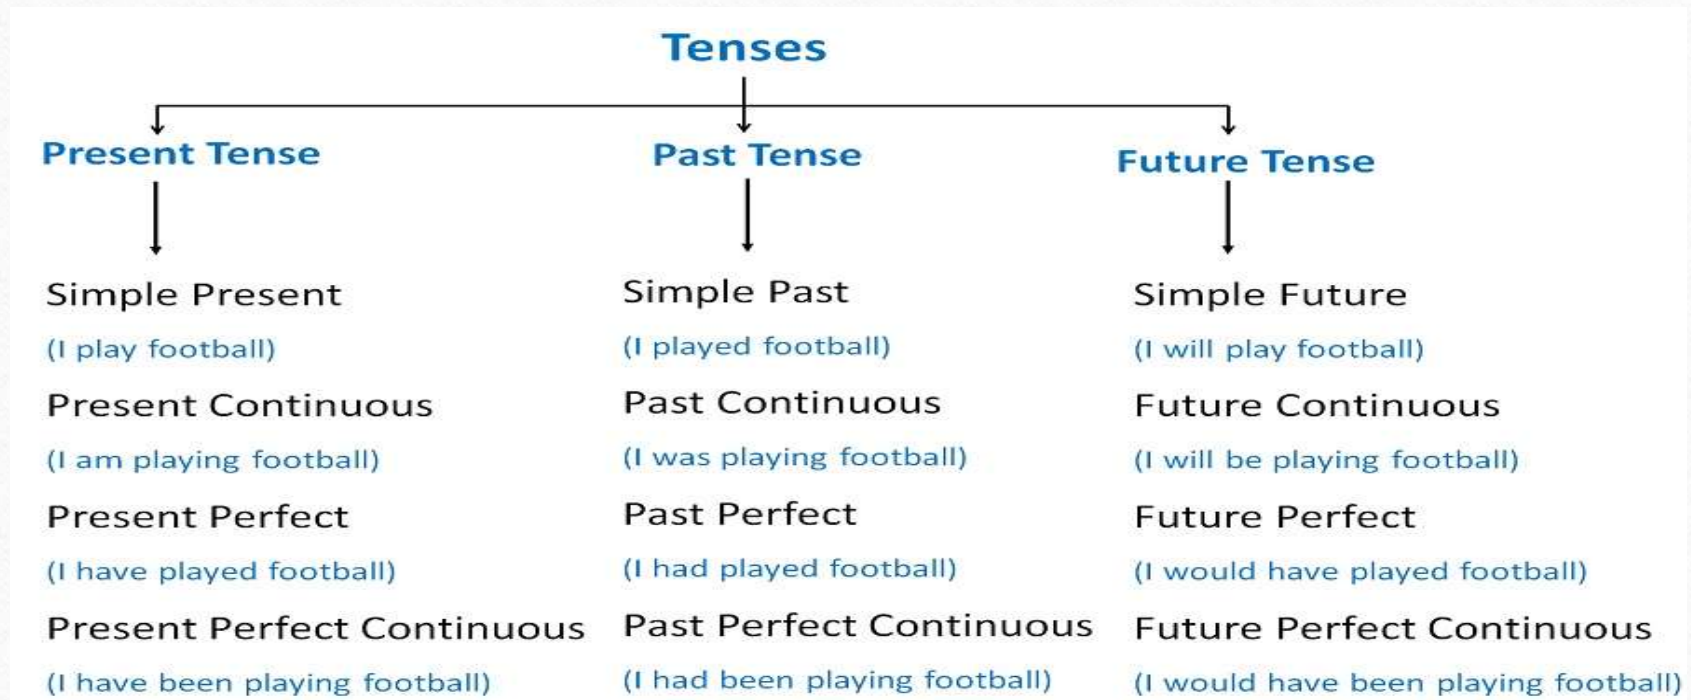 Tenses
Present Tense
Past Tense
Future Tense
Simple Present
(I play football)
Present Continuous
(I am playing football)
Present Perfect
(I have played football)
Present Perfect Continuous
(I have been playing football)
Simple Past
(I played football)
Past Continuous
(I was playing football)
Past Perfect
(I had played football)
Past Perfect Continuous
(I had been playing football)
Simple Future
(I will play football)
Future Continuous
(I will be playing football)
Future Perfect
(I would have played football)
Future Perfect Continuous
(I would have been playing football)